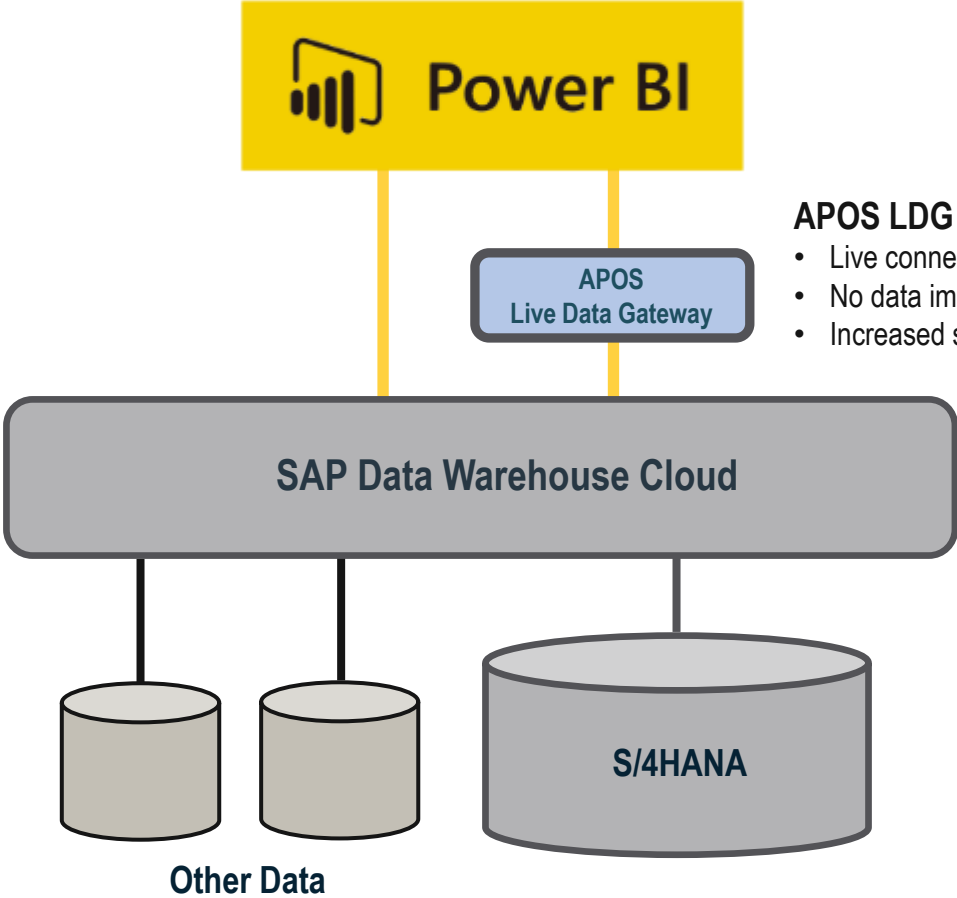 Power BI
APOS LDG
• Live conne
• No data im
• Increased s
APOS
Live Data Gateway
SAP Data Warehouse Cloud
S/4HANA
Other Data